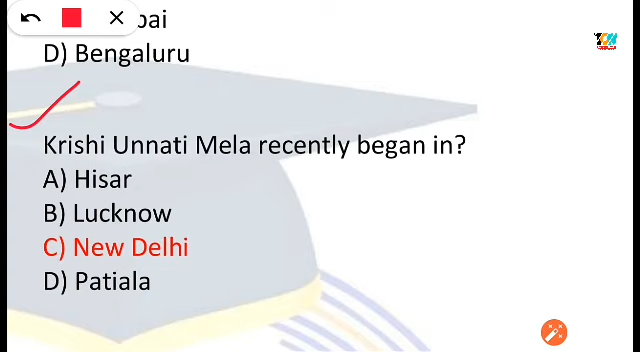 D) Bengaluru
Krishi Unnati Mela recently began in?
A) Hisar
B) Lucknow
C) New Delhi
D) Patiala